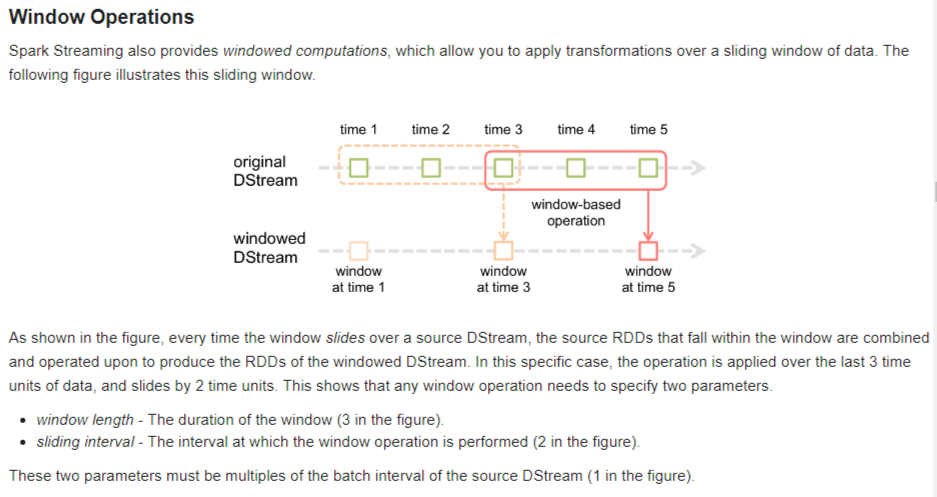 Window Operations
Spark Streaming also provides windowed computations, which allow you to apply transformations over a sliding window of data. The
following figure illustrates this sliding window.
time 1 time 2 time 3 time 4 time 5
original
DStream
window-based
operation
windowed
DStream
window
at time 1
window
at time 3
window
at time 5
As shown in the figure, every time the window slides over a source DStream, the source RDDs that fall within the window are combined
and operated upon to produce the RDDs of the windowed DStream. In this specific case, the operation is applied over the last 3 time
units of data, and slides by 2 time units. This shows that any window operation needs to specify two parameters.
• window length - The duration of the window (3 in the figure).
• sliding interval - The interval at which the window operation is performed (2 in the figure).
These two parameters must be multiples of the batch interval of the source DStream (1 in the figure).